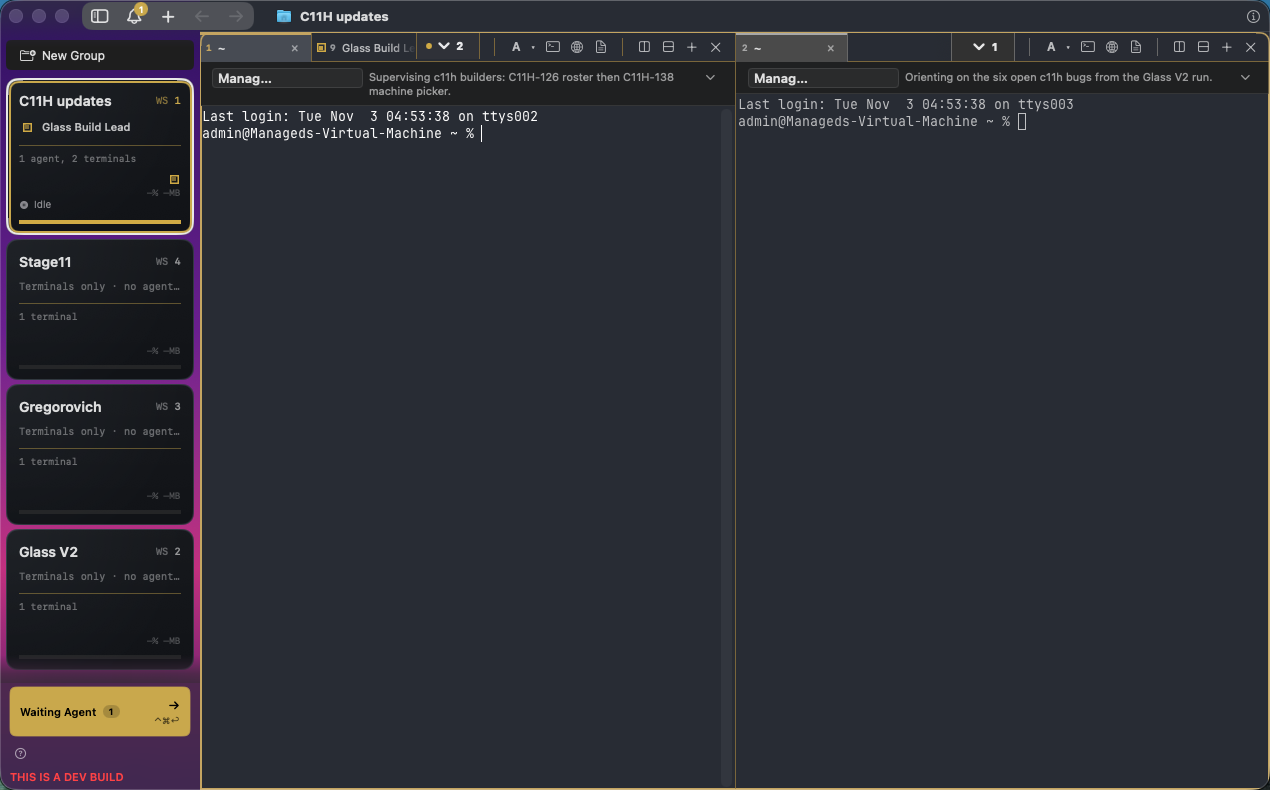 1
C11H updates
New Group
C11H updates WS 1
Glass Build Lead
1 agent, 2 terminals
—% —MB
Idle
Stage11 WS 4
Terminals only · no agent…
1 terminal
—% —MB
Gregorovich WS 3
Terminals only · no agent…
1 terminal
—% —MB
Glass V2 WS 2
Terminals only · no agent…
1 terminal
—% —MB
Waiting Agent 1
^⌘↩
THIS IS A DEV BUILD
1 ~
9 Glass Build Le
2
A
Manag...
Supervising c11h builders: C11H-126 roster then C11H-138
machine picker.
Last login: Tue Nov  3 04:53:38 on ttys002
admin@Manageds-Virtual-Machine ~ %
2 ~
1
A
Manag...
Orienting on the six open c11h bugs from the Glass V2 run.
Last login: Tue Nov  3 04:53:38 on ttys003
admin@Manageds-Virtual-Machine ~ %